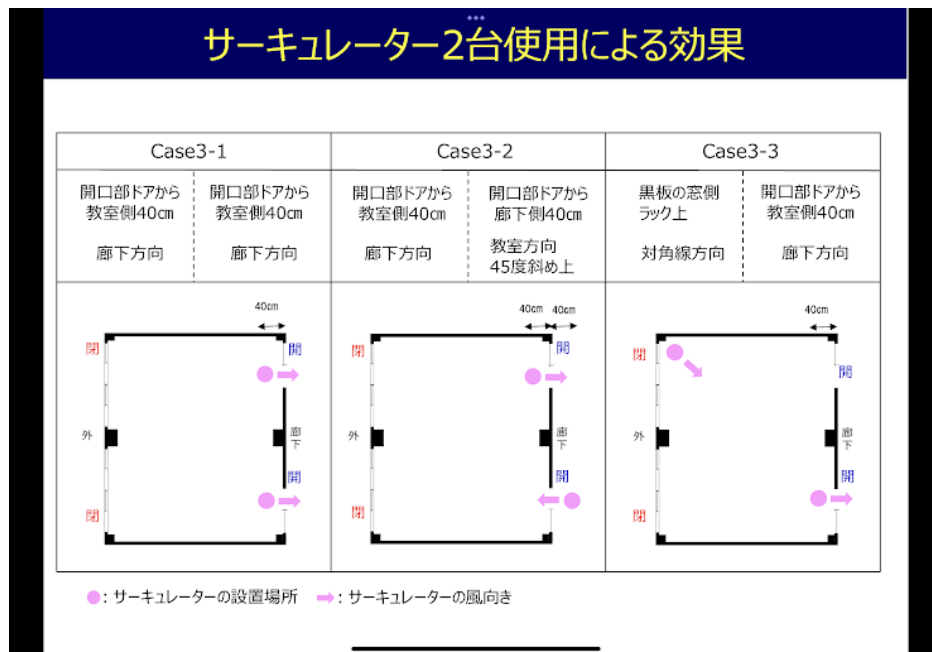 サーキュレーター2台使用による効果
Case3-1
Case3-2
Case3-3
開口部ドアから
教室側40㎝
廊下方向
開口部ドアから
教室側40㎝
廊下方向
開口部ドアから
教室側40㎝
廊下方向
開口部ドアから
廊下側40㎝
教室方向
45度斜め上
黒板の窓側
ラック上
対角線方向
開口部ドアから
教室側40㎝
廊下方向
40cm
閉
開
外
廊下
開
閉
40cm 40cm
閉
開
外
廊下
開
閉
40cm
閉
開
外
廊下
開
閉
●: サーキュレーターの設置場所 ➡: サーキュレーターの風向き